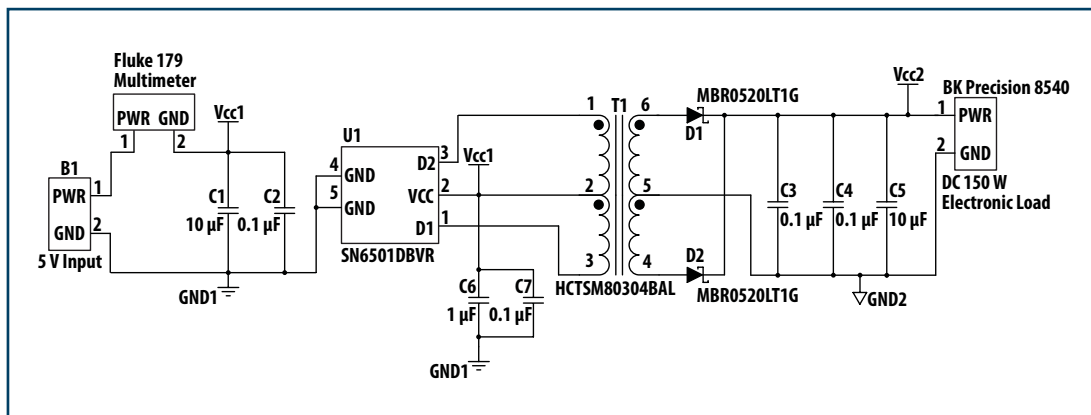 Fluke 179
Multimeter
PWR GND
1
2
Vcc1
B1
PWR
1
GND
2
5 V Input
C1
10 µF
C2
0.1 µF
GND1
U1
4
GND
5
GND
D2
3
VCC
2
D1
1
SN6501DBVR
Vcc1
C6
1 µF
C7
0.1 µF
GND1
1
T1
6
2
5
3
4
HCTSM80304BAL
MBR0520LT1G
D1
D2
MBR0520LT1G
C3
0.1 µF
C4
0.1 µF
C5
10 µF
GND2
Vcc2
BK Precision 8540
1
PWR
2
GND
DC 150 W
Electronic Load